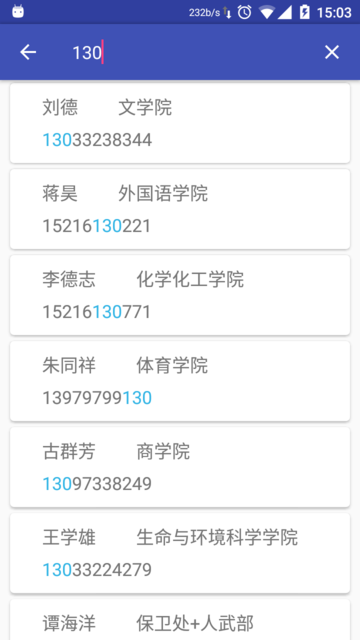 232b/s 15:03
130
刘德 文学院
13033238344
蒋昊 外国语学院
15216130221
李德志 化学化工学院
15216130771
朱同祥 体育学院
13979799130
古群芳 商学院
13097338249
王学雄 生命与环境科学学院
13033224279
谭海洋 保卫处+人武部